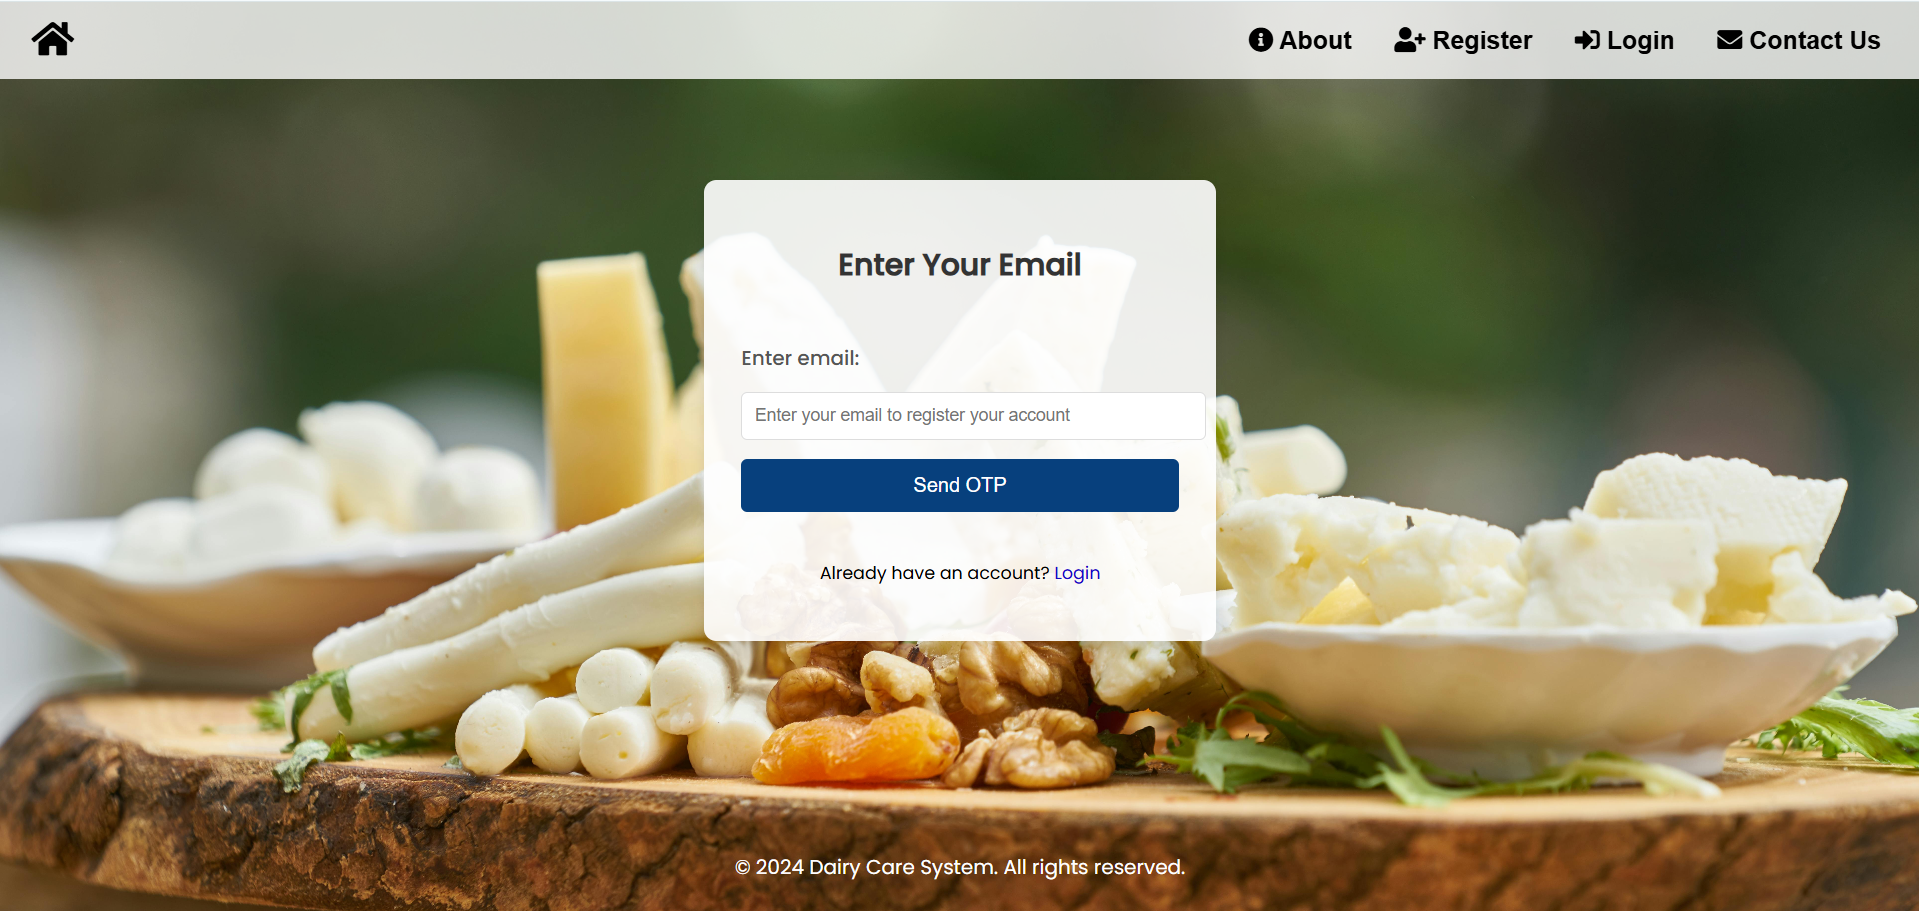 About Register Login Contact Us
Enter Your Email
Enter email:
Enter your email to register your account
Send OTP
Already have an account? Login
© 2024 Dairy Care System. All rights reserved.